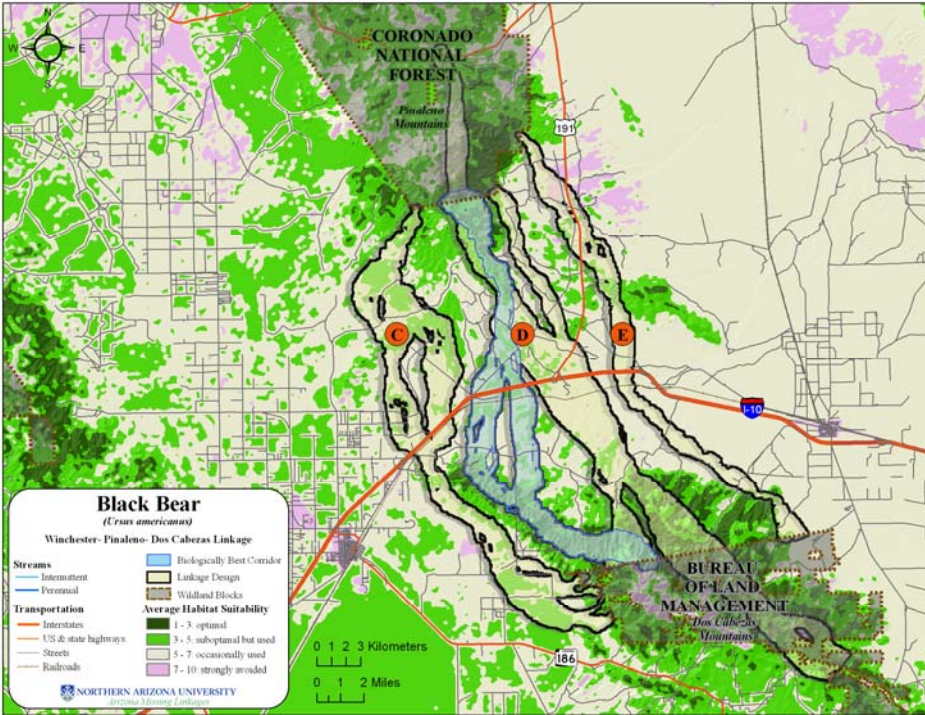 N
W E
S
CORONADO
NATIONAL
FOREST
Pinaleno
Mountains
191
C
D
E
I-10
BUREAU
OF LAND
MANAGEMENT
Dos Cabezas
Mountains
186
Black Bear
(Ursus americanus)
Winchester- Pinaleno- Dos Cabezas Linkage
Streams
Intermittent
Perennial
Transportation
Interstates
US & state highways
Streets
Railroads
Biologically Best Corridor
Linkage Design
Wildland Blocks
Average Habitat Suitability
1 - 3: optimal
3 - 5: suboptimal but used
5 - 7: occasionally used
7 - 10: strongly avoided
NORTHERN ARIZONA UNIVERSITY
Arizona Missing Linkages
0 1 2 3 Kilometers
0 1 2 Miles